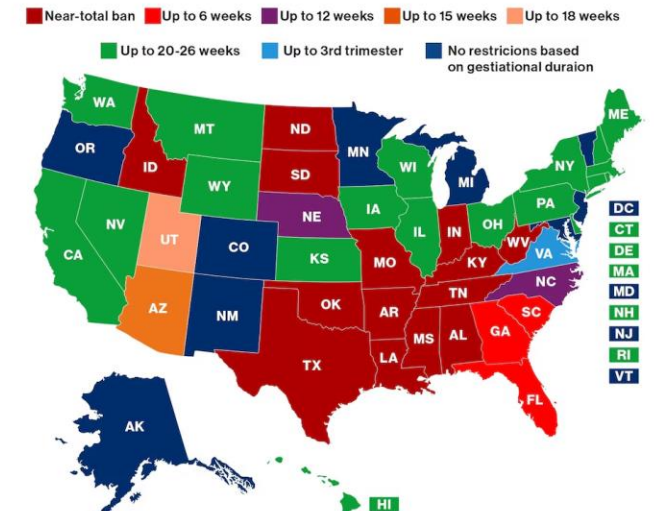 Near-total ban Up to 6 weeks Up to 12 weeks Up to 15 weeks Up to 18 weeks
Up to 20-26 weeks Up to 3rd trimester No restricions based
on gestiational duraion
WA
MT
ND
MN
ME
OR
ID
SD
WI
MI
NY
WY
IA
PA
NE
NV
UT
CO
IL
IN
OH
WV
VA
CA
KS
MO
KY
NC
AZ
NM
OK
AR
TN
SC
TX
LA
MS
AL
GA
FL
AK
HI
DC
CT
DE
MA
MD
NH
NJ
RI
VT